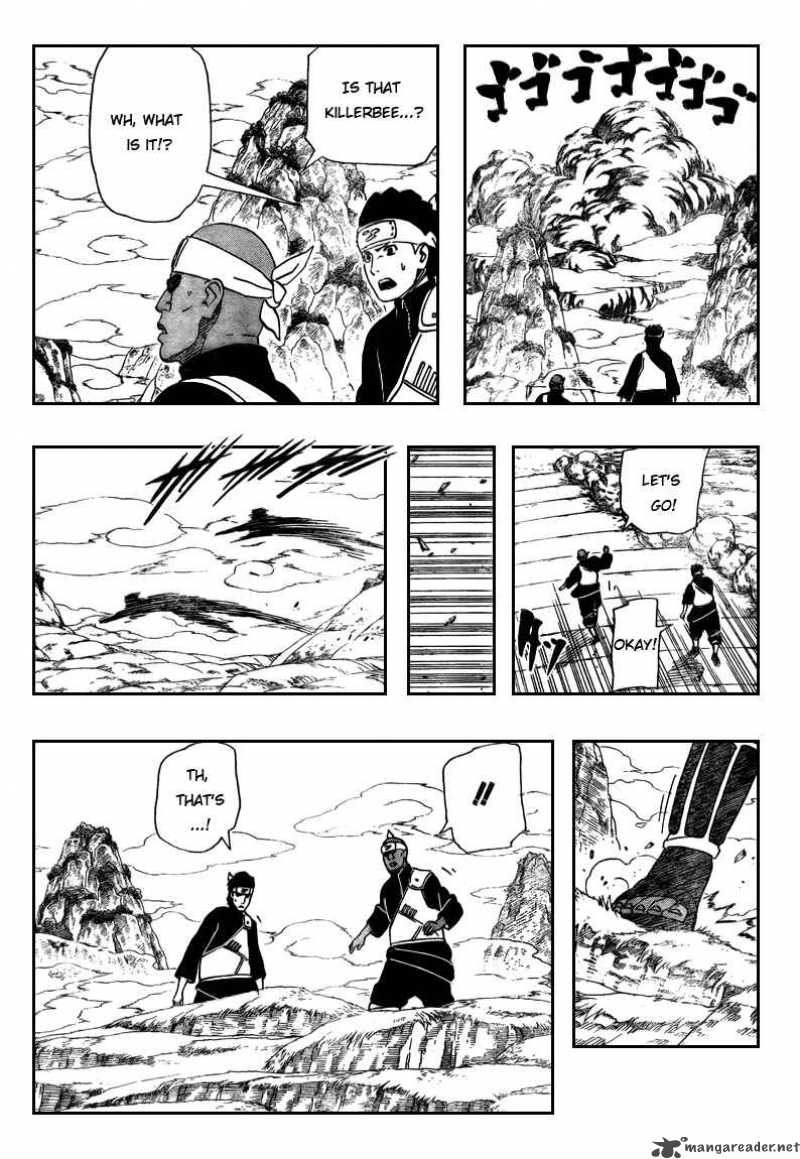 ゴゴゴゴゴゴゴ
IS THAT
KILLERBEE...?
WH, WHAT
IS IT!?
LET'S
GO!
OKAY!
!!
TH,
THAT'S
...!
mangareader.net